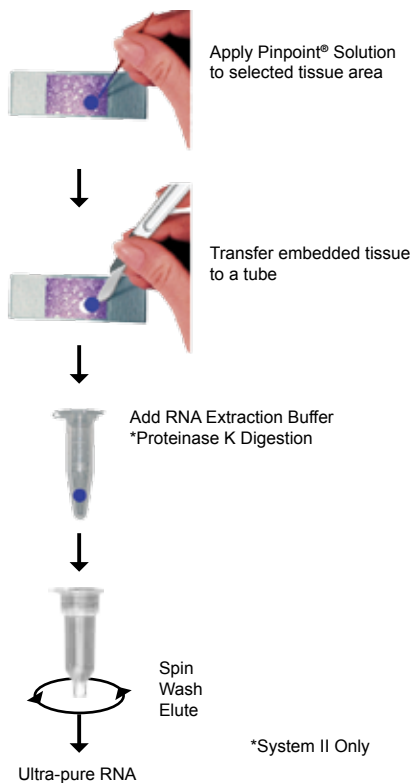 Apply Pinpoint® Solution
to selected tissue area
Transfer embedded tissue
to a tube
Add RNA Extraction Buffer
*Proteinase K Digestion
Spin
Wash
Elute
*System II Only
Ultra-pure RNA